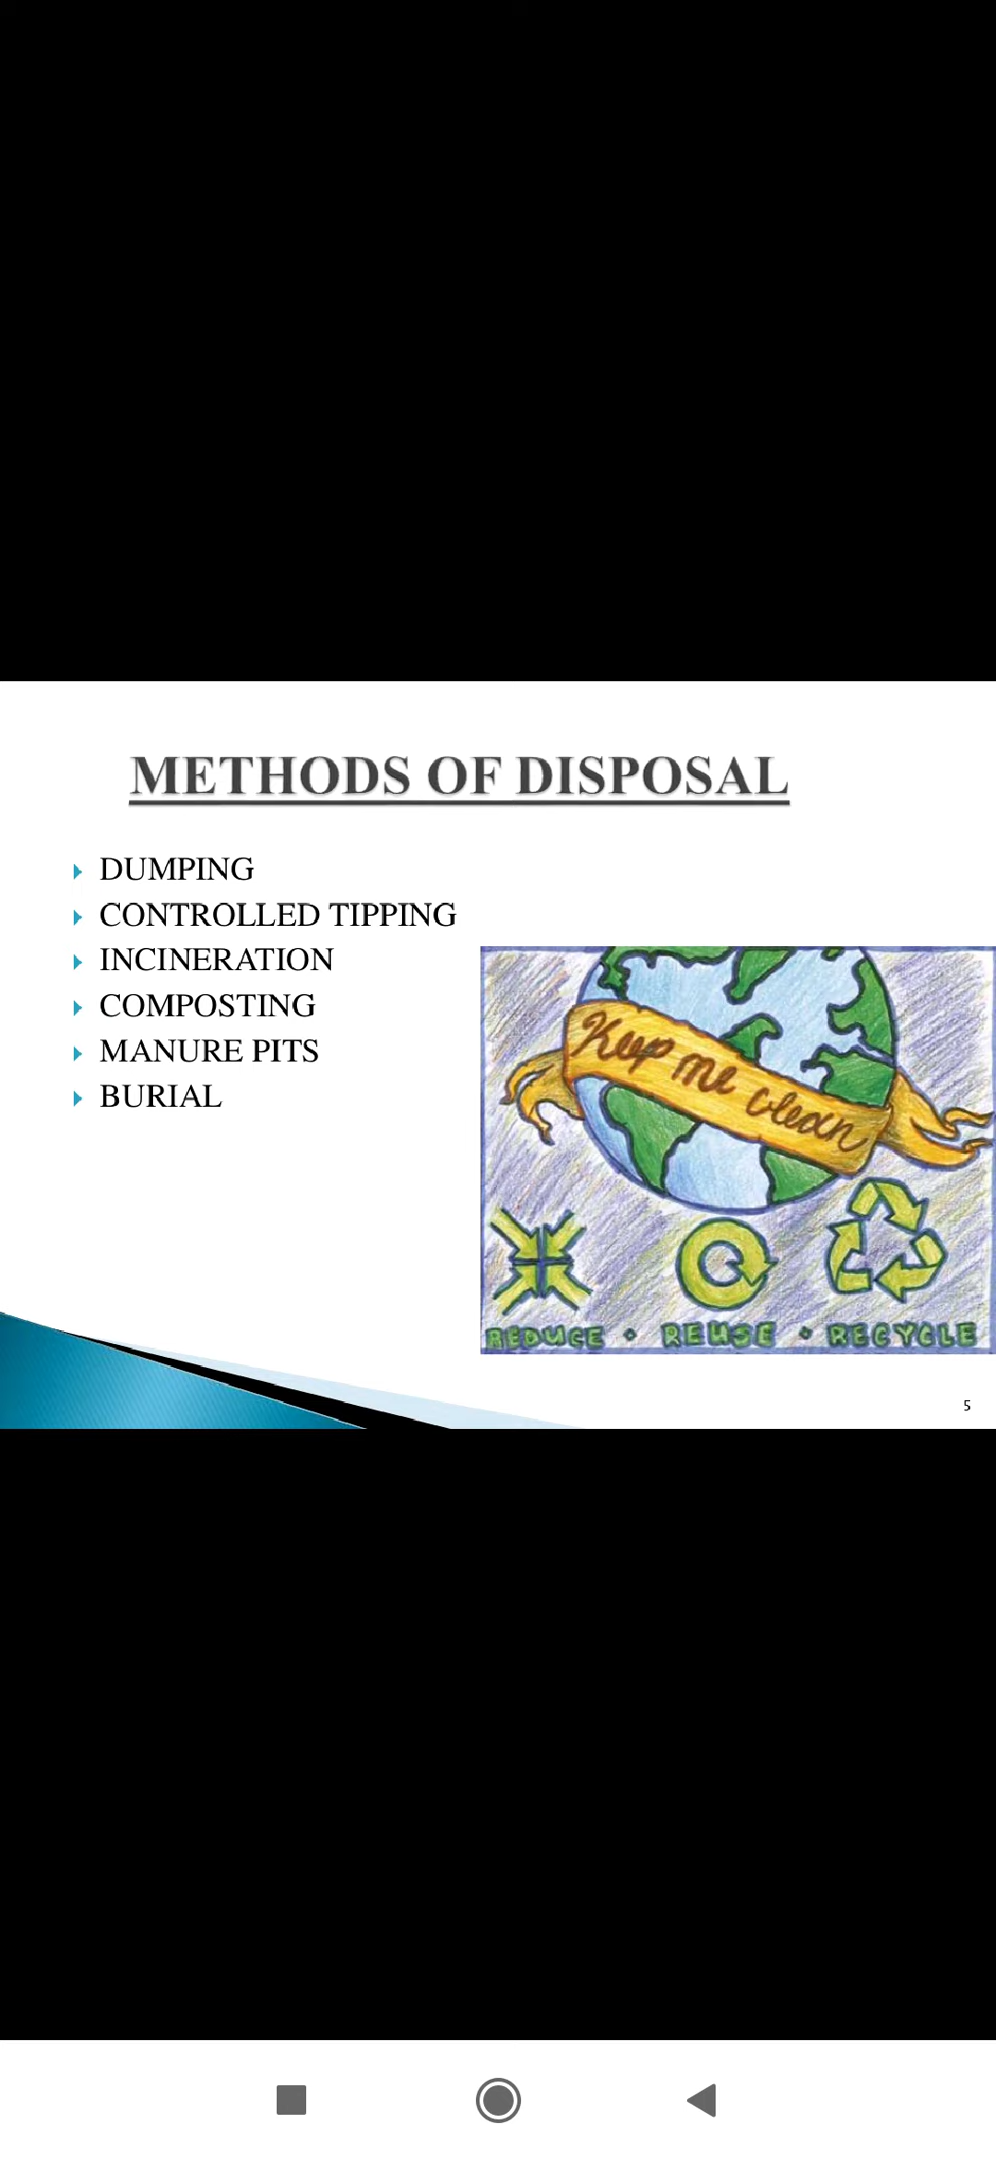 METHODS OF DISPOSAL
DUMPING
CONTROLLED TIPPING
INCINERATION
COMPOSTING
MANURE PITS
BURIAL
Keep me clean
REDUCE • REUSE • RECYCLE
5